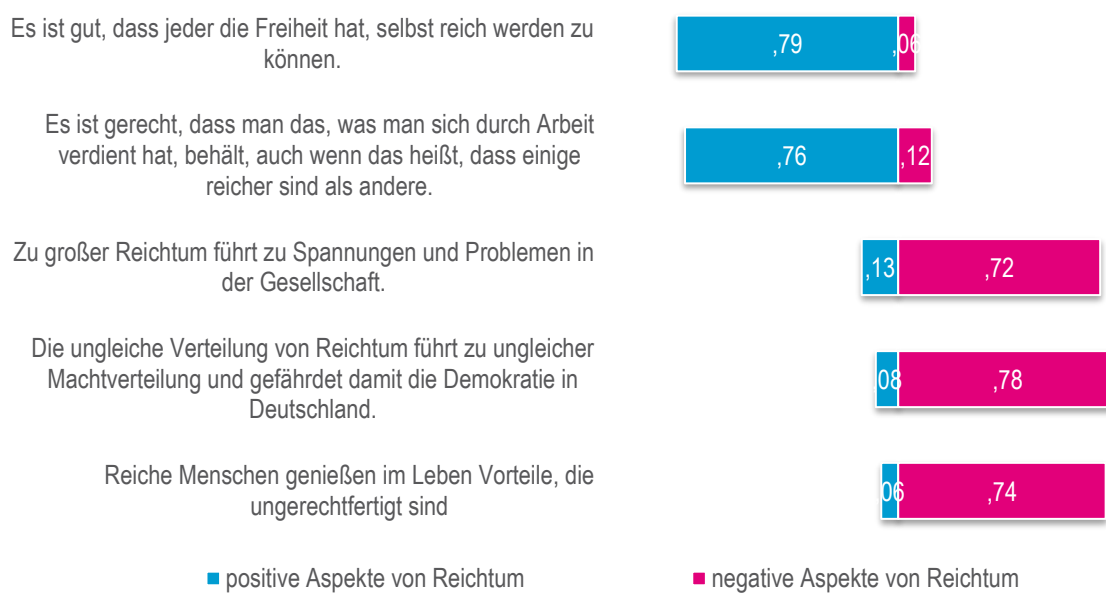 Es ist gut, dass jeder die Freiheit hat, selbst reich werden zu
können.
,79
,06
Es ist gerecht, dass man das, was man sich durch Arbeit
verdient hat, behält, auch wenn das heißt, dass einige
reicher sind als andere.
,76
,12
Zu großer Reichtum führt zu Spannungen und Problemen in
der Gesellschaft.
,13
,72
Die ungleiche Verteilung von Reichtum führt zu ungleicher
Machtverteilung und gefährdet damit die Demokratie in
Deutschland.
,08
,78
Reiche Menschen genießen im Leben Vorteile, die
ungerechtfertigt sind
,06
,74
positive Aspekte von Reichtum
negative Aspekte von Reichtum